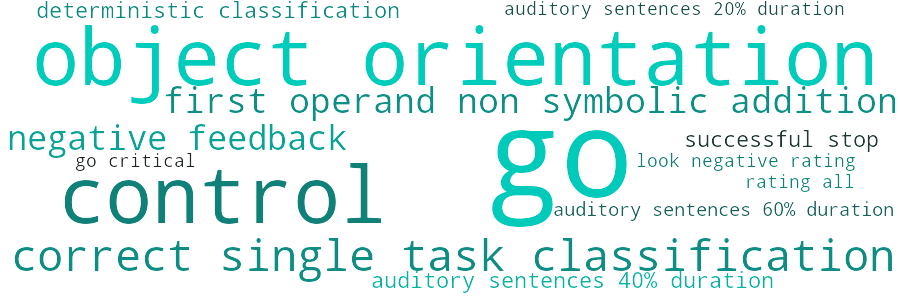 deterministic classification
auditory sentences 20% duration
object orientation
first operand non symbolic addition
negative feedback
go
successful stop
go critical
look negative rating
control
rating all
auditory sentences 60% duration
correct single task classification
auditory sentences 40% duration